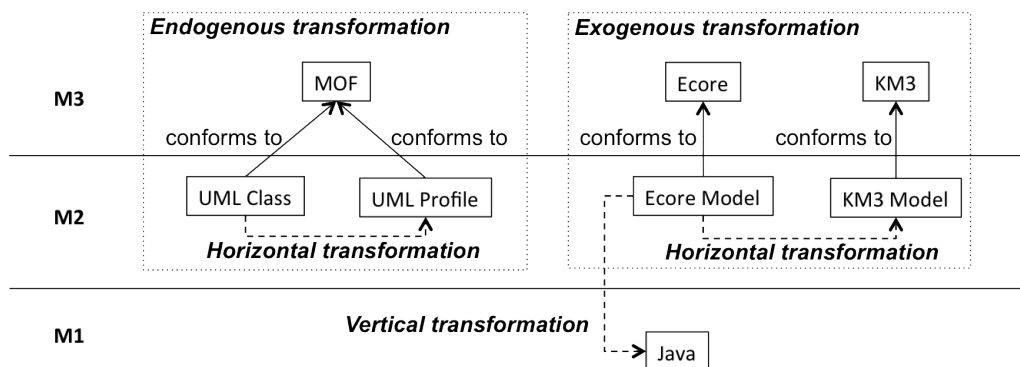 Endogenous transformation
Exogenous transformation
M3
MOF
Ecore
KM3
conforms to
conforms to
conforms to
conforms to
M2
UML Class
UML Profile
Ecore Model
KM3 Model
Horizontal transformation
Horizontal transformation
M1
Vertical transformation
Java